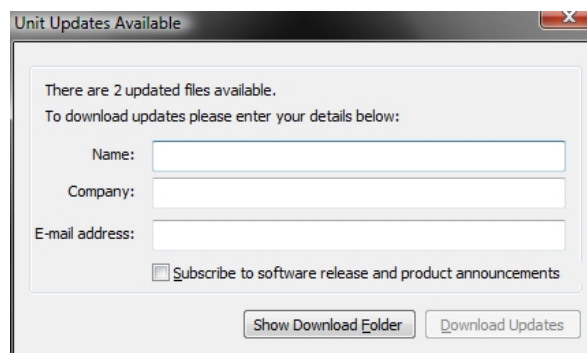 Unit Updates Available
There are 2 updated files available.
To download updates please enter your details below:
Name:
Company:
E-mail address:
Subscribe to software release and product announcements
Show Download Folder
Download Updates